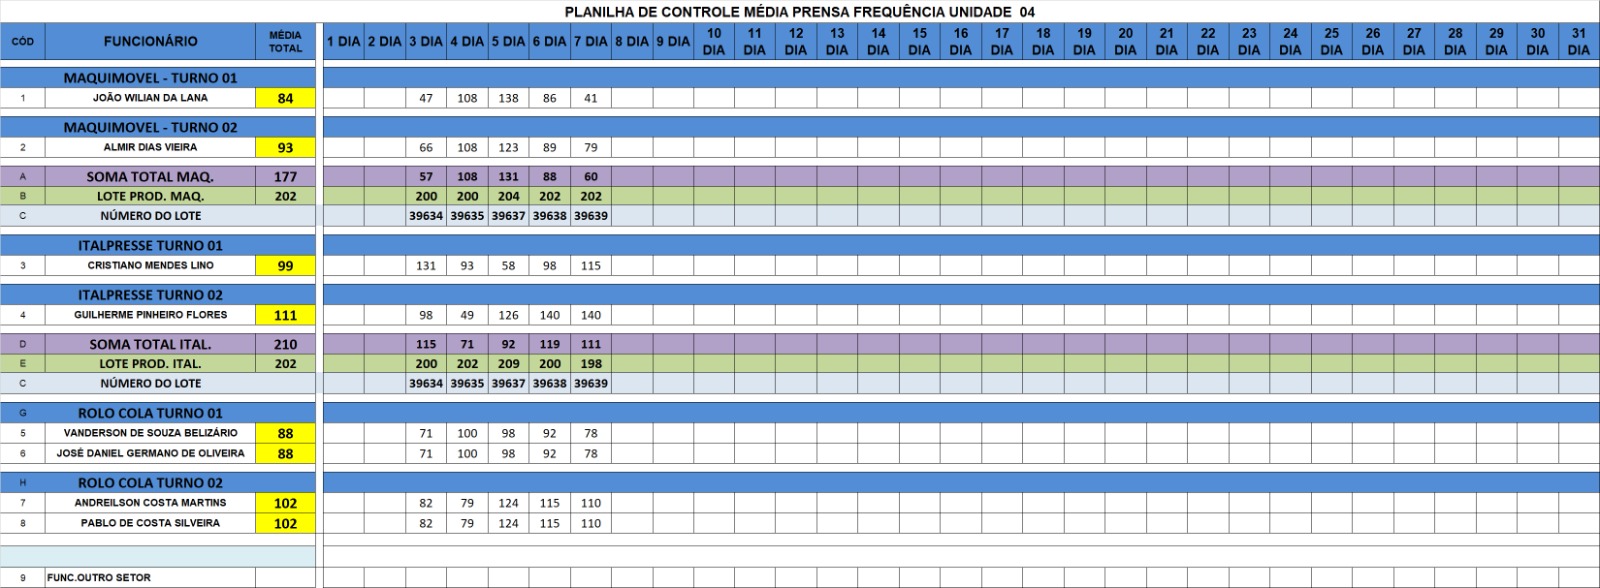 PLANILHA DE CONTROLE MÉDIA PRENSA FREQUÊNCIA UNIDADE 04
CÓD FUNCIONÁRIO MÉDIA TOTAL 1 DIA 2 DIA 3 DIA 4 DIA 5 DIA 6 DIA 7 DIA 8 DIA 9 DIA 10 DIA 11 DIA 12 DIA 13 DIA 14 DIA 15 DIA 16 DIA 17 DIA 18 DIA 19 DIA 20 DIA 21 DIA 22 DIA 23 DIA 24 DIA 25 DIA 26 DIA 27 DIA 28 DIA 29 DIA 30 DIA 31 DIA
MAQUIMOVEL - TURNO 01
1 JOÃO WILIAN DA LANA 84 47 108 138 86 41
MAQUIMOVEL - TURNO 02
2 ALMIR DIAS VIEIRA 93 66 108 123 89 79
A SOMA TOTAL MAQ. 177 57 108 131 88 60
B LOTE PROD. MAQ. 202 200 200 204 202 202
C NÚMERO DO LOTE 39634 39635 39637 39638 39639
ITALPRESSE TURNO 01
3 CRISTIANO MENDES LINO 99 131 93 58 98 115
ITALPRESSE TURNO 02
4 GUILHERME PINHEIRO FLORES 111 98 49 126 140 140
D SOMA TOTAL ITAL. 210 115 71 92 119 111
E LOTE PROD. ITAL. 202 200 202 209 200 198
C NÚMERO DO LOTE 39634 39635 39637 39638 39639
G ROLO COLA TURNO 01
5 VANDERSON DE SOUZA BELIZÁRIO 88 71 100 98 92 78
6 JOSÉ DANIEL GERMANO DE OLIVEIRA 88 71 100 98 92 78
H ROLO COLA TURNO 02
7 ANDREILSON COSTA MARTINS 102 82 79 124 115 110
8 PABLO DE COSTA SILVEIRA 102 82 79 124 115 110
9 FUNC.OUTRO SETOR